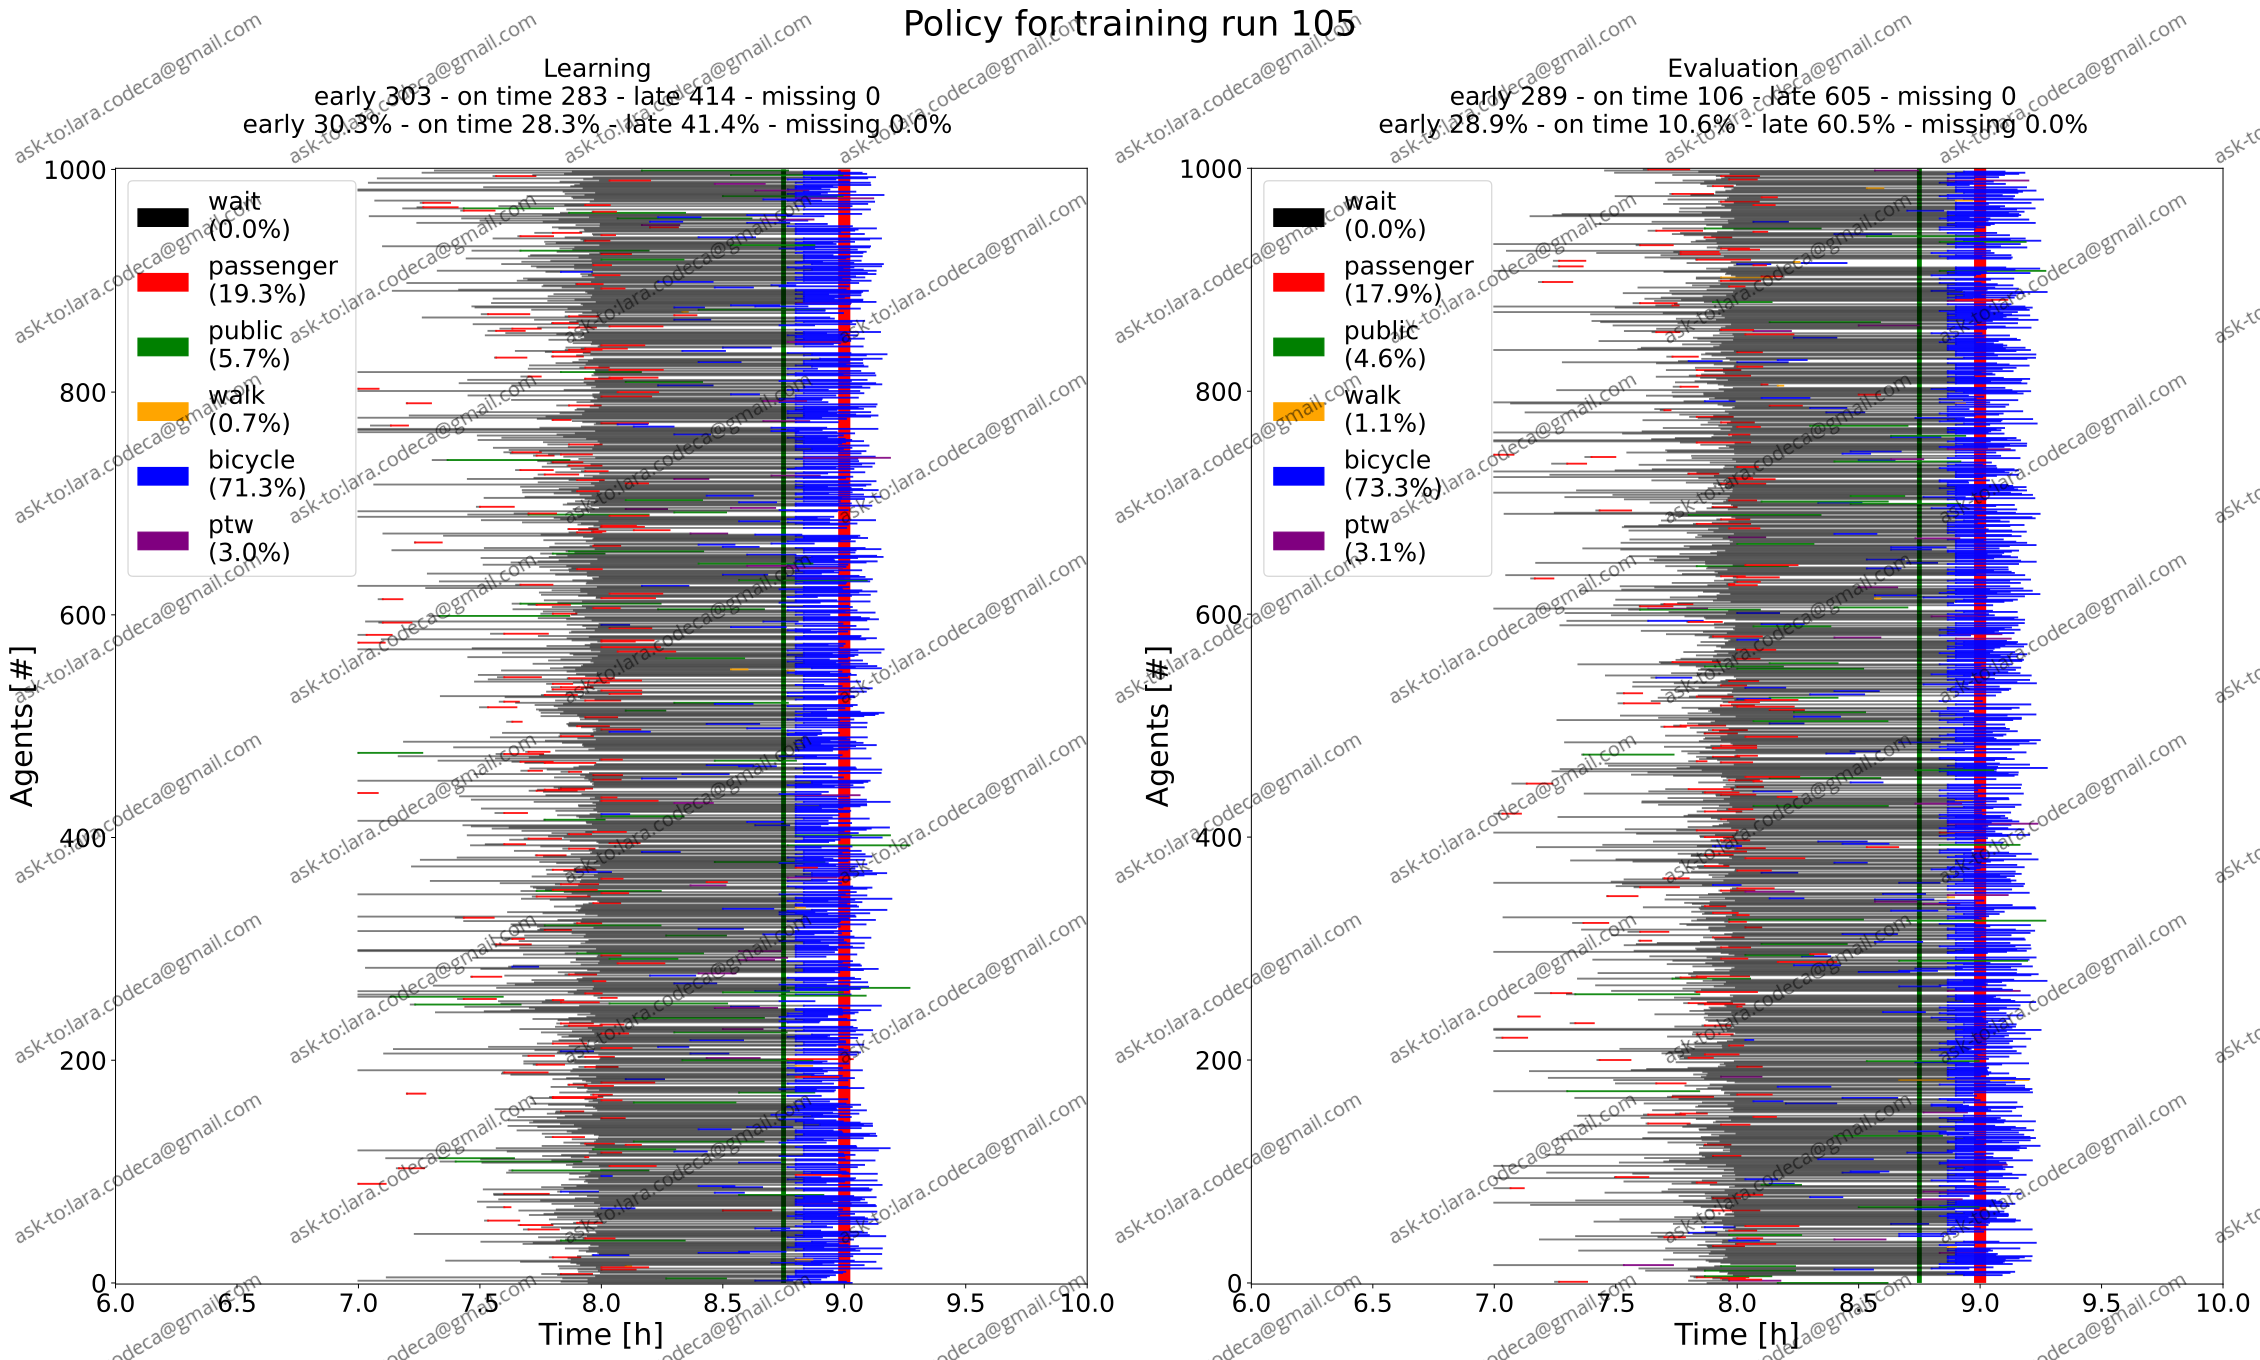 Policy for training run 105
Learning
early 303 - on time 283 - late 414 - missing 0
early 30.3% - on time 28.3% - late 41.4% - missing 0.0%
1000
800
600
400
200
0
Agents [#]
wait
(0.0%)
passenger
(19.3%)
public
(5.7%)
walk
(0.7%)
bicycle
(71.3%)
ptw
(3.0%)
6.0 6.5 7.0 7.5 8.0 8.5 9.0 9.5 10.0
Time [h]
Evaluation
early 289 - on time 106 - late 605 - missing 0
early 28.9% - on time 10.6% - late 60.5% - missing 0.0%
1000
800
600
400
200
0
Agents [#]
wait
(0.0%)
passenger
(17.9%)
public
(4.6%)
walk
(1.1%)
bicycle
(73.3%)
ptw
(3.1%)
6.0 6.5 7.0 7.5 8.0 8.5 9.0 9.5 10.0
Time [h]
ask-to:lara.codeca@gmail.com